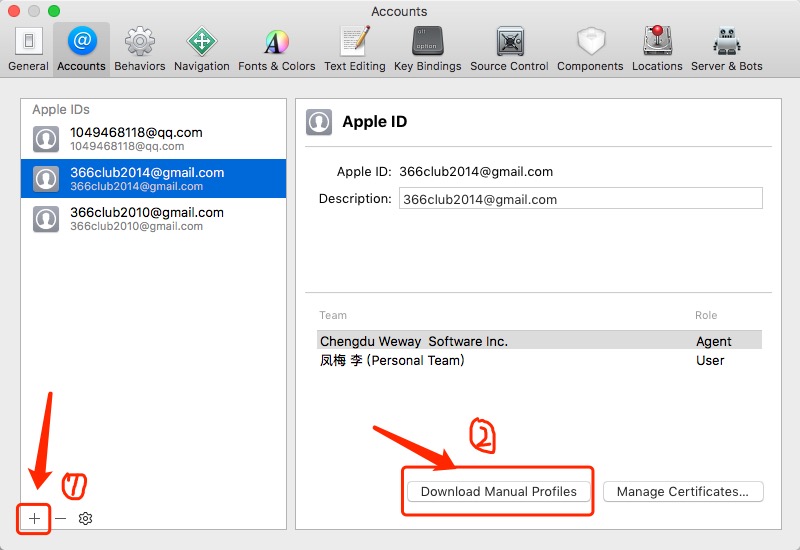 Accounts
General
Accounts
Behaviors
Navigation
Fonts & Colors
Text Editing
Key Bindings
Source Control
Components
Locations
Server & Bots
Apple IDs
1049468118@qq.com
1049468118@qq.com
366club2014@gmail.com
366club2014@gmail.com
366club2010@gmail.com
366club2010@gmail.com
Apple ID
Apple ID: 366club2014@gmail.com
Description: 366club2014@gmail.com
Team Role
Chengdu Weway Software Inc. Agent
凤梅 李 (Personal Team) User
①
②
Download Manual Profiles
Manage Certificates...